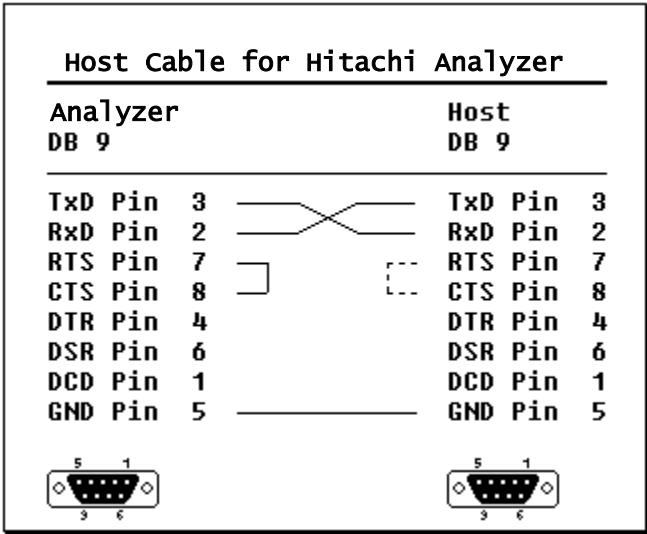 Host Cable for Hitachi Analyzer
Analyzer Host
DB 9 DB 9
TxD Pin 3 TxD Pin 3
RxD Pin 2 RxD Pin 2
RTS Pin 7 RTS Pin 7
CTS Pin 8 CTS Pin 8
DTR Pin 4 DTR Pin 4
DSR Pin 6 DSR Pin 6
DCD Pin 1 DCD Pin 1
GND Pin 5 GND Pin 5
5 1 5 1
9 6 9 6